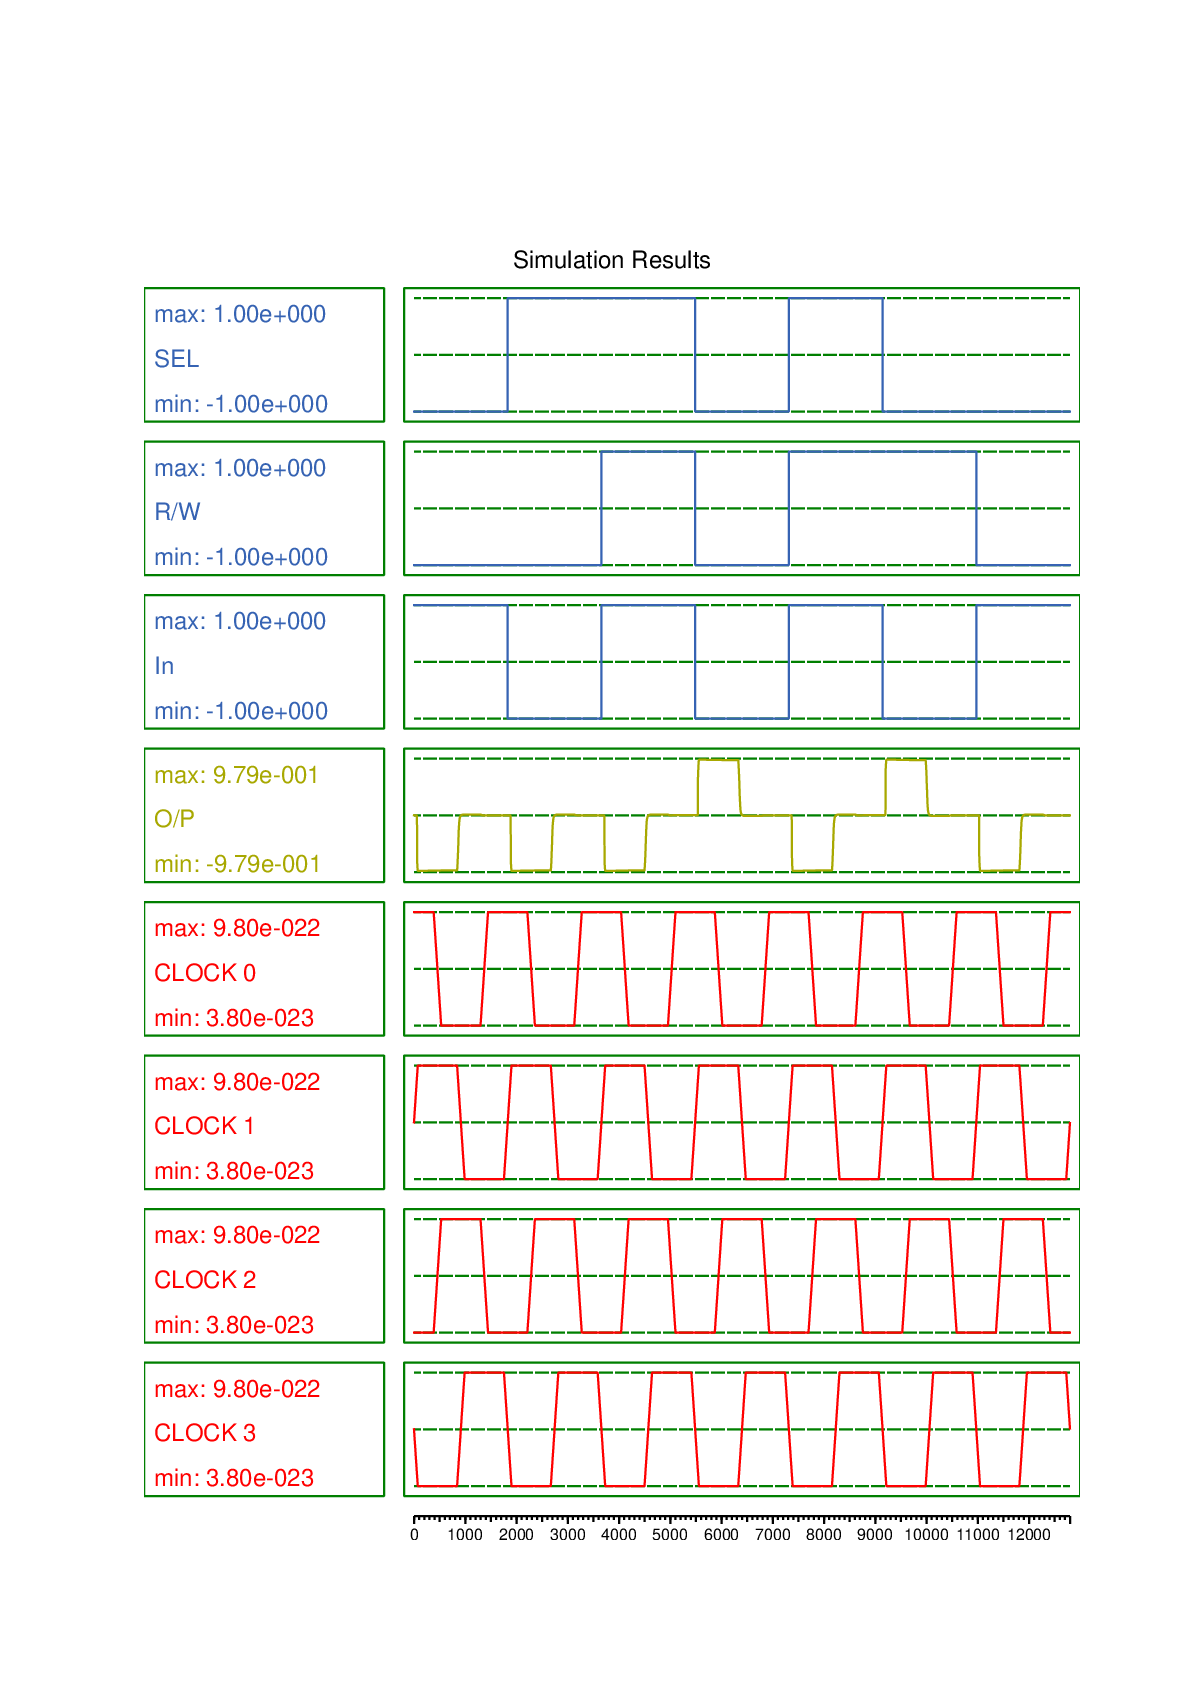 Simulation Results
max: 1.00e+000
SEL
min: -1.00e+000
max: 1.00e+000
R/W
min: -1.00e+000
max: 1.00e+000
In
min: -1.00e+000
max: 9.79e-001
O/P
min: -9.79e-001
max: 9.80e-022
CLOCK 0
min: 3.80e-023
max: 9.80e-022
CLOCK 1
min: 3.80e-023
max: 9.80e-022
CLOCK 2
min: 3.80e-023
max: 9.80e-022
CLOCK 3
min: 3.80e-023
0 1000 2000 3000 4000 5000 6000 7000 8000 9000 10000 11000 12000